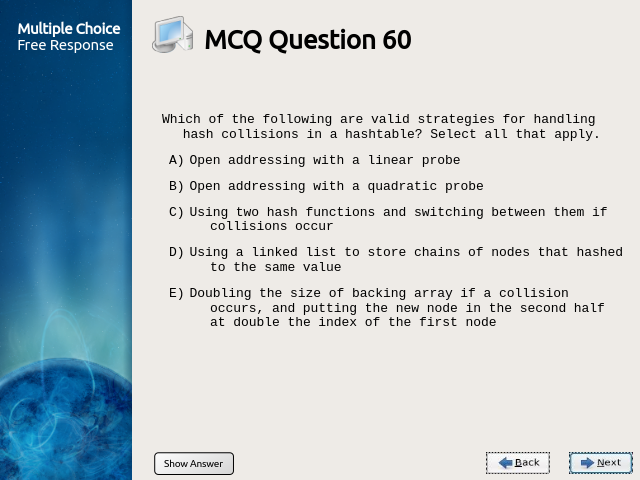 Multiple Choice
Free Response
MCQ Question 60
Which of the following are valid strategies for handling
hash collisions in a hashtable? Select all that apply.
A) Open addressing with a linear probe
B) Open addressing with a quadratic probe
C) Using two hash functions and switching between them if
collisions occur
D) Using a linked list to store chains of nodes that hashed
to the same value
E) Doubling the size of backing array if a collision
occurs, and putting the new node in the second half
at double the index of the first node
Show Answer
Back
Next